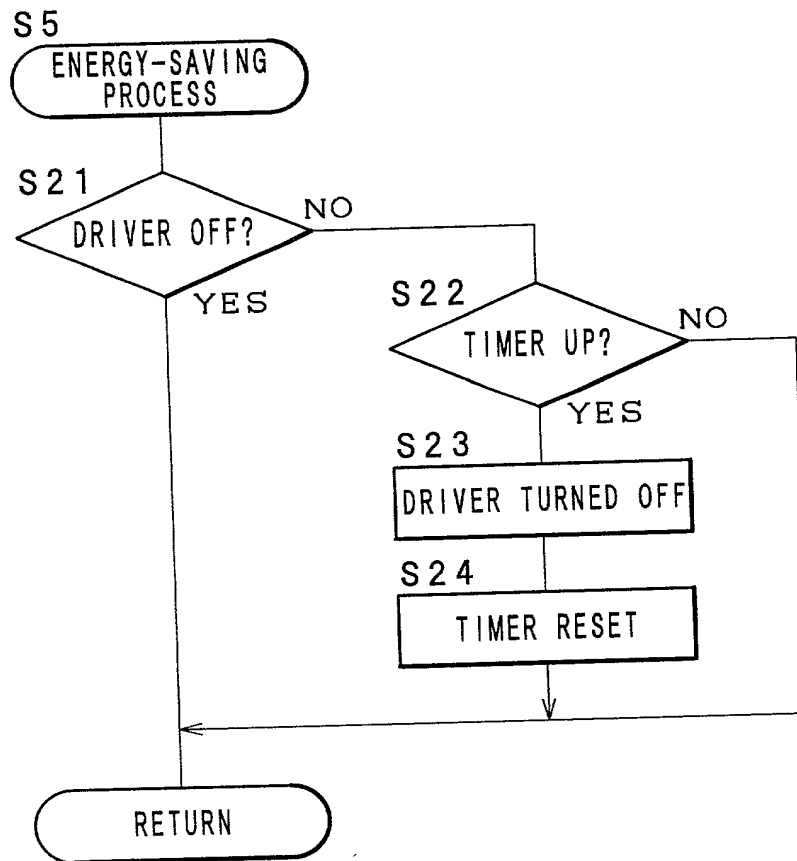 S5
ENERGY-SAVING
PROCESS
S21
DRIVER OFF?
NO
YES
S22
TIMER UP?
NO
YES
S23
DRIVER TURNED OFF
S24
TIMER RESET
RETURN